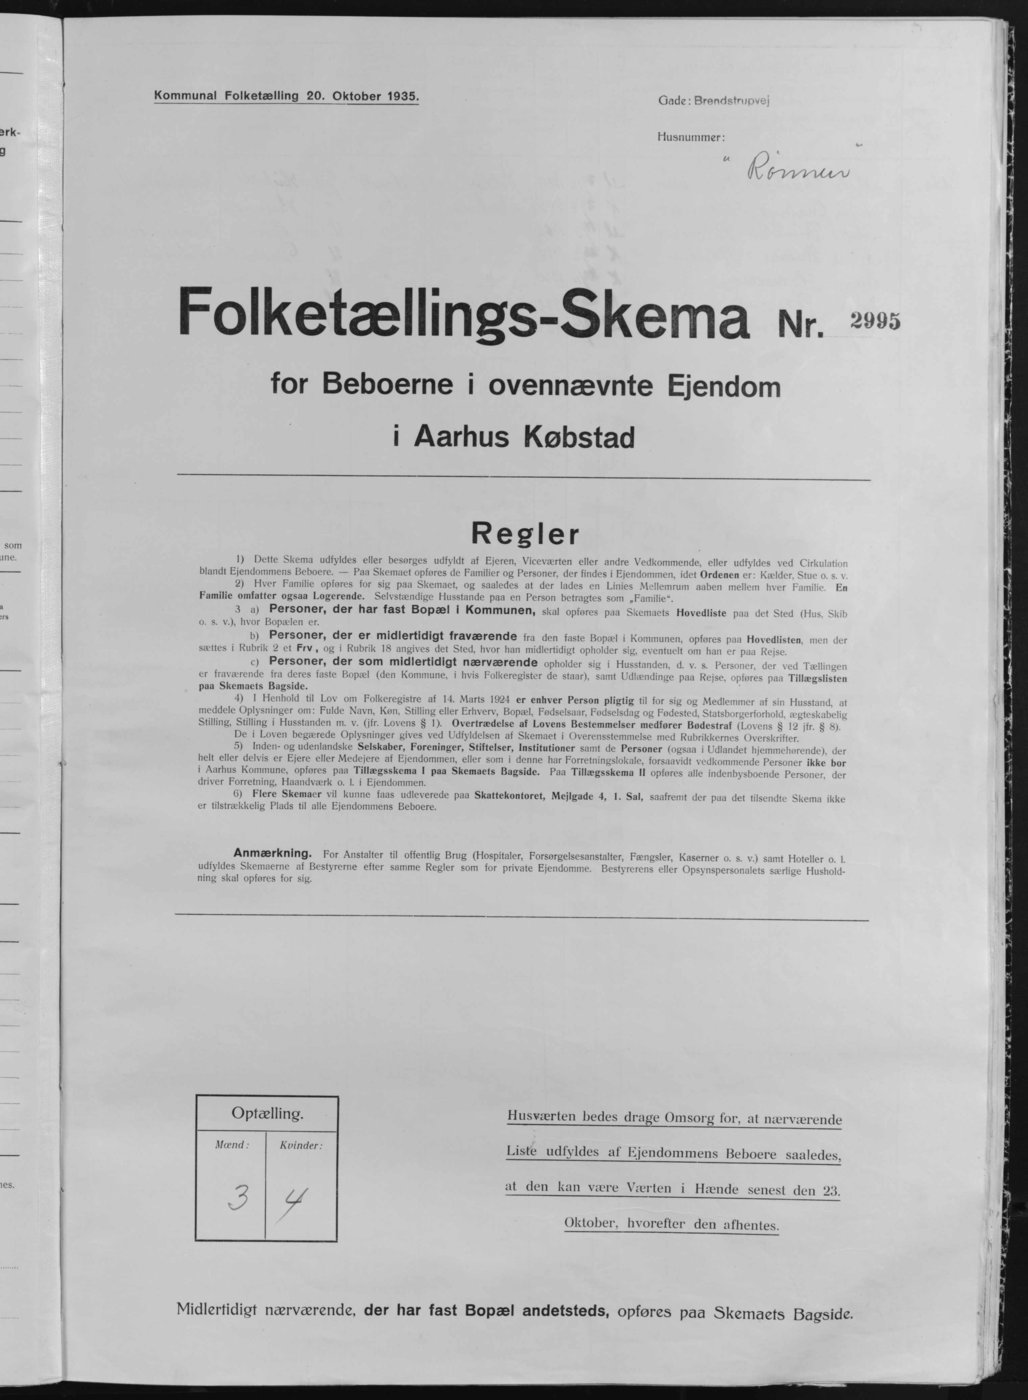 Kommunal Folketælling 20. Oktober 1935.
Gade: Brendstrupvej
Husnummer:
" Rönnen "
Folketællings-Skema Nr. 2995
for Beboerne i ovennævnte Ejendom
i Aarhus Købstad
Regler
1) Dette Skema udfyldes eller besørges udfyldt af Ejeren, Viceværten eller andre Vedkommende, eller udfyldes ved Cirkulation
blandt Ejendommens Beboere. — Paa Skemaet opføres de Familier og Personer, der findes i Ejendommen, idet Ordenen er: Kælder, Stue o. s. v.
2) Hver Familie opføres for sig paa Skemaet, og saaledes at der lades en Linies Mellemrum aaben mellem hver Familie. En
Familie omfatter ogsaa Logerende. Selvstændige Husstande paa en Person betragtes som „Familie".
3 a) Personer, der har fast Bopæl i Kommunen, skal opføres paa Skemaets Hovedliste paa det Sted (Hus, Skib
o. s. v.), hvor Bopælen er.
b) Personer, der er midlertidigt fraværende fra den faste Bopæl i Kommunen, opføres paa Hovedlisten, men der
sættes i Rubrik 2 et Frv, og i Rubrik 18 angives det Sted, hvor han midlertidigt opholder sig, eventuelt om han er paa Rejse.
c) Personer, der som midlertidigt nærværende opholder sig i Husstanden, d. v. s. Personer, der ved Tællingen
er fraværende fra deres faste Bopæl (den Kommune, i hvis Folkeregister de staar), samt Udlændinge paa Rejse, opføres paa Tillægslisten
paa Skemaets Bagside.
4) I Henhold til Lov om Folkeregistre af 14. Marts 1924 er enhver Person pligtig til for sig og Medlemmer af sin Husstand, at
meddele Oplysninger om: Fulde Navn, Køn, Stilling eller Erhverv, Bopæl, Fødselsaar, Fødselsdag og Fødested, Statsborgerforhold, ægteskabelig
Stilling, Stilling i Husstanden m. v. (jfr. Lovens § 1). Overtrædelse af Lovens Bestemmelser medfører Bødestraf (Lovens § 12 jfr. § 8).
De i Loven begærede Oplysninger gives ved Udfyldelsen af Skemaet i Overensstemmelse med Rubrikkernes Overskrifter.
5) Inden- og udenlandske Selskaber, Foreninger, Stiftelser, Institutioner samt de Personer (ogsaa i Udlandet hjemmehørende), der
helt eller delvis er Ejere eller Medejere af Ejendommen, eller som i denne har Forretningslokale, forsaavidt vedkommende Personer ikke bor
i Aarhus Kommune, opføres paa Tillægsskema I paa Skemaets Bagside. Paa Tillægsskema II opføres alle indenbysboende Personer, der
driver Forretning, Haandværk o. l. i Ejendommen.
6) Flere Skemaer vil kunne faas udleverede paa Skattekontoret, Mejlgade 4, 1. Sal, saafremt der paa det tilsendte Skema ikke
er tilstrækkelig Plads til alle Ejendommens Beboere.
Anmærkning. For Anstalter til offentlig Brug (Hospitaler, Forsørgelsesanstalter, Fængsler, Kaserner o. s. v.) samt Hoteller o. l.
udfyldes Skemaerne af Bestyrerne efter samme Regler som for private Ejendomme. Bestyrerens eller Opsynspersonalets særlige Hushold-
ning skal opføres for sig.
Optælling.
Mænd: Kvinder:
3 4
Husværten bedes drage Omsorg for, at nærværende
Liste udfyldes af Ejendommens Beboere saaledes,
at den kan være Værten i Hænde senest den 23.
Oktober, hvorefter den afhentes.
Midlertidigt nærværende, der har fast Bopæl andetsteds, opføres paa Skemaets Bagside.